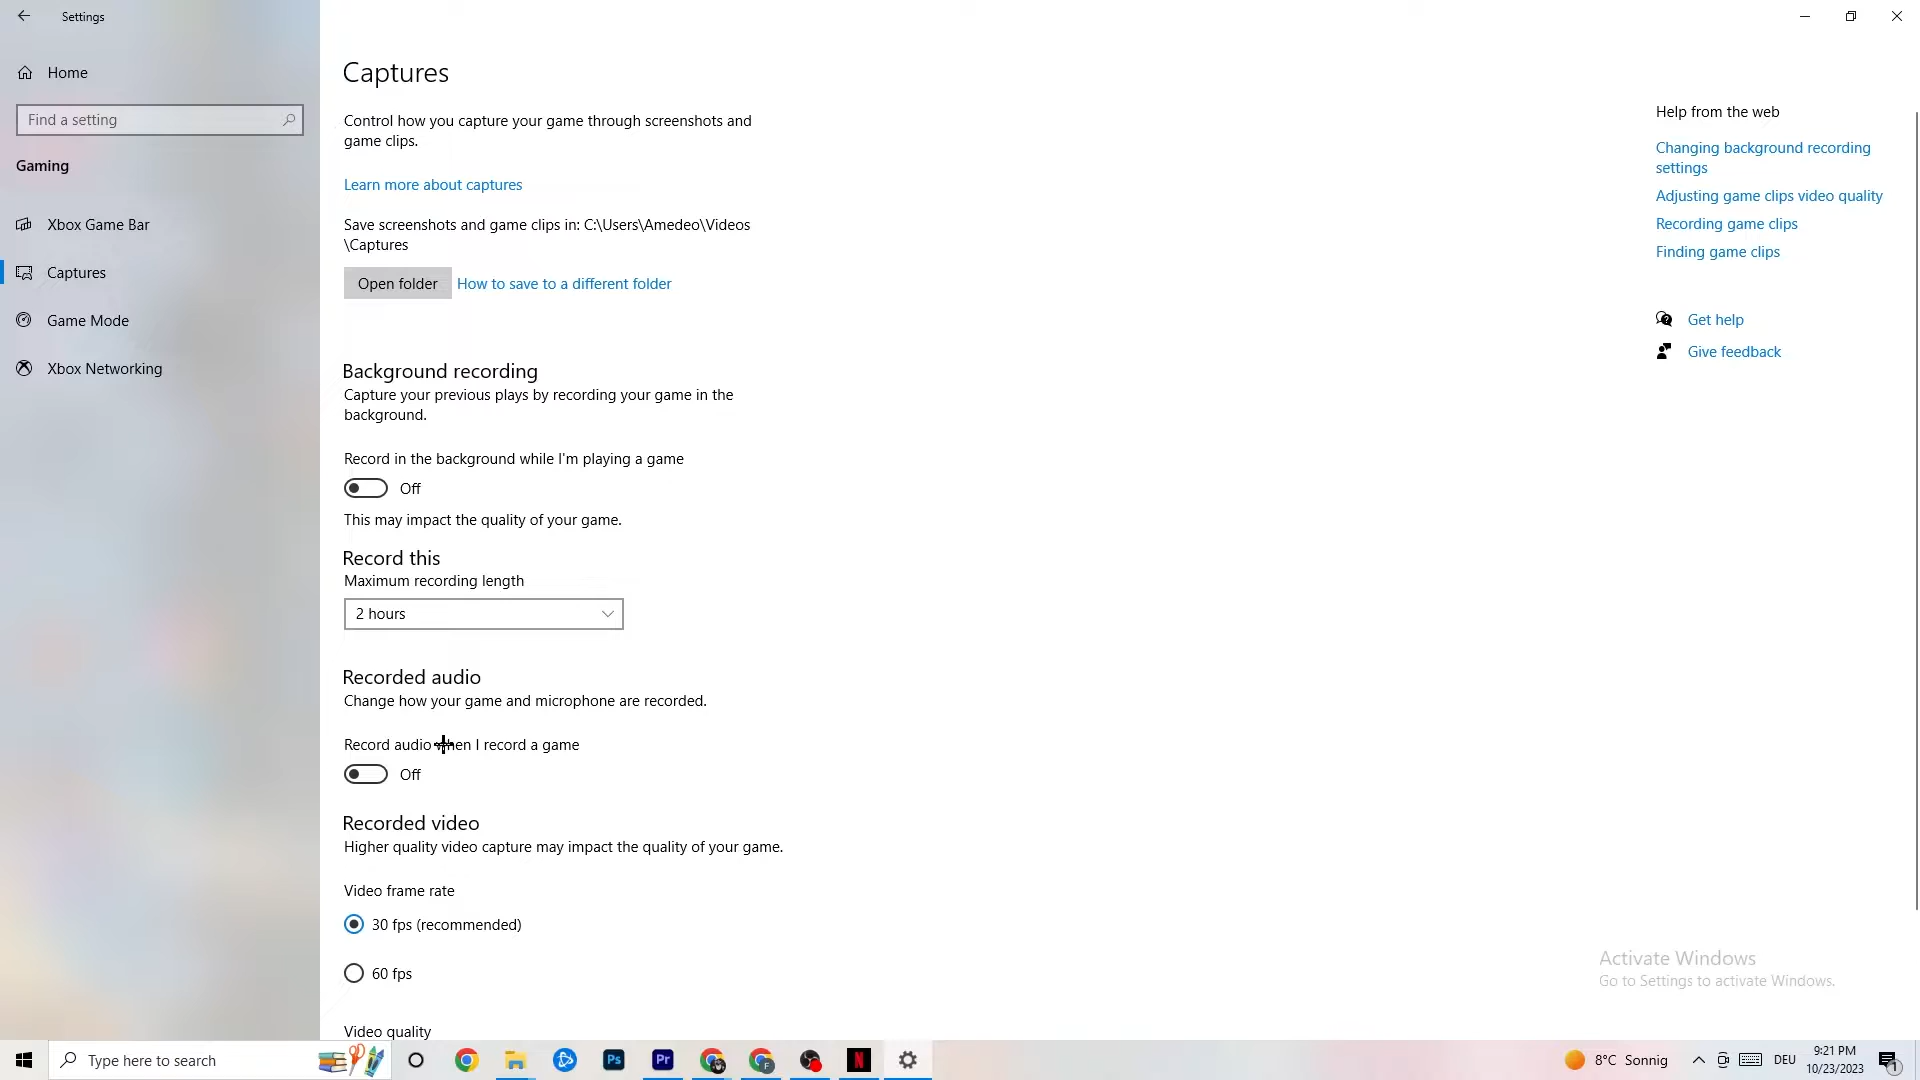 Settings
Home
Find a setting
Gaming
Xbox Game Bar
Captures
Game Mode
Xbox Networking
Captures
Control how you capture your game through screenshots and
game clips.
Learn more about captures
Save screenshots and game clips in: C:\Users\Amedeo\Videos
\Captures
Open folder
How to save to a different folder
Background recording
Capture your previous plays by recording your game in the
background.
Record in the background while I'm playing a game
Off
This may impact the quality of your game.
Record this
Maximum recording length
2 hours
Recorded audio
Change how your game and microphone are recorded.
Record audio when I record a game
Off
Recorded video
Higher quality video capture may impact the quality of your game.
Video frame rate
30 fps (recommended)
60 fps
Video quality
Help from the web
Changing background recording
settings
Adjusting game clips video quality
Recording game clips
Finding game clips
Get help
Give feedback
Activate Windows
Go to Settings to activate Windows.
Type here to search
Ps
Pr
F
N
8°C Sonnig
DEU
9:21 PM
10/23/2023
1